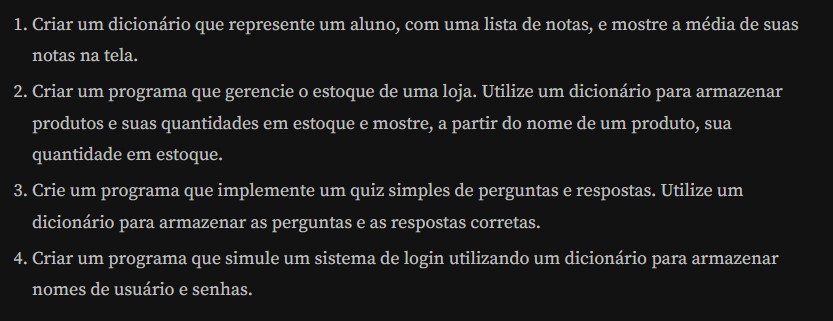 1. Criar um dicionário que represente um aluno, com uma lista de notas, e mostre a média de suas
notas na tela.
2. Criar um programa que gerencie o estoque de uma loja. Utilize um dicionário para armazenar
produtos e suas quantidades em estoque e mostre, a partir do nome de um produto, sua
quantidade em estoque.
3. Crie um programa que implemente um quiz simples de perguntas e respostas. Utilize um
dicionário para armazenar as perguntas e as respostas corretas.
4. Criar um programa que simule um sistema de login utilizando um dicionário para armazenar
nomes de usuário e senhas.